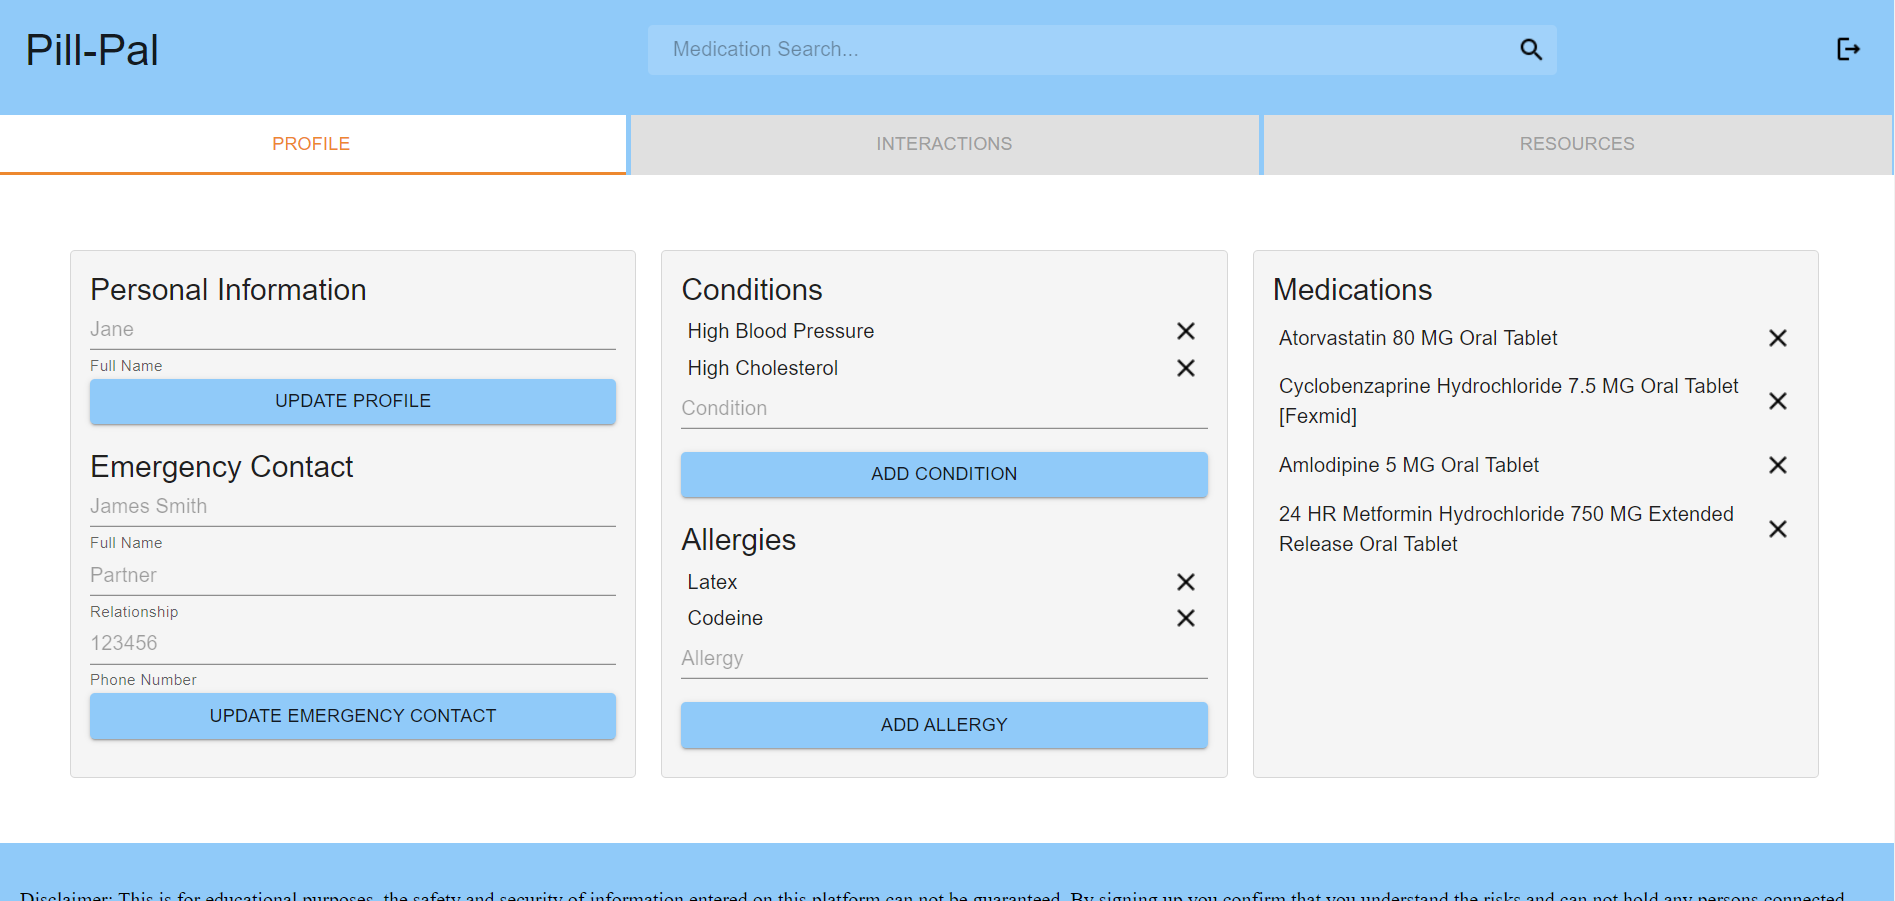 Pill-Pal
Medication Search...
PROFILE
INTERACTIONS
RESOURCES
Personal Information
Jane
Full Name
UPDATE PROFILE
Emergency Contact
James Smith
Full Name
Partner
Relationship
123456
Phone Number
UPDATE EMERGENCY CONTACT
Conditions
High Blood Pressure
High Cholesterol
Condition
ADD CONDITION
Allergies
Latex
Codeine
Allergy
ADD ALLERGY
Medications
Atorvastatin 80 MG Oral Tablet
Cyclobenzaprine Hydrochloride 7.5 MG Oral Tablet
[Fexmid]
Amlodipine 5 MG Oral Tablet
24 HR Metformin Hydrochloride 750 MG Extended
Release Oral Tablet
Disclaimer: This is for educational purposes, the safety and security of information entered on this platform can not be guaranteed. By signing up you confirm that you understand the risks and can not hold any persons connected